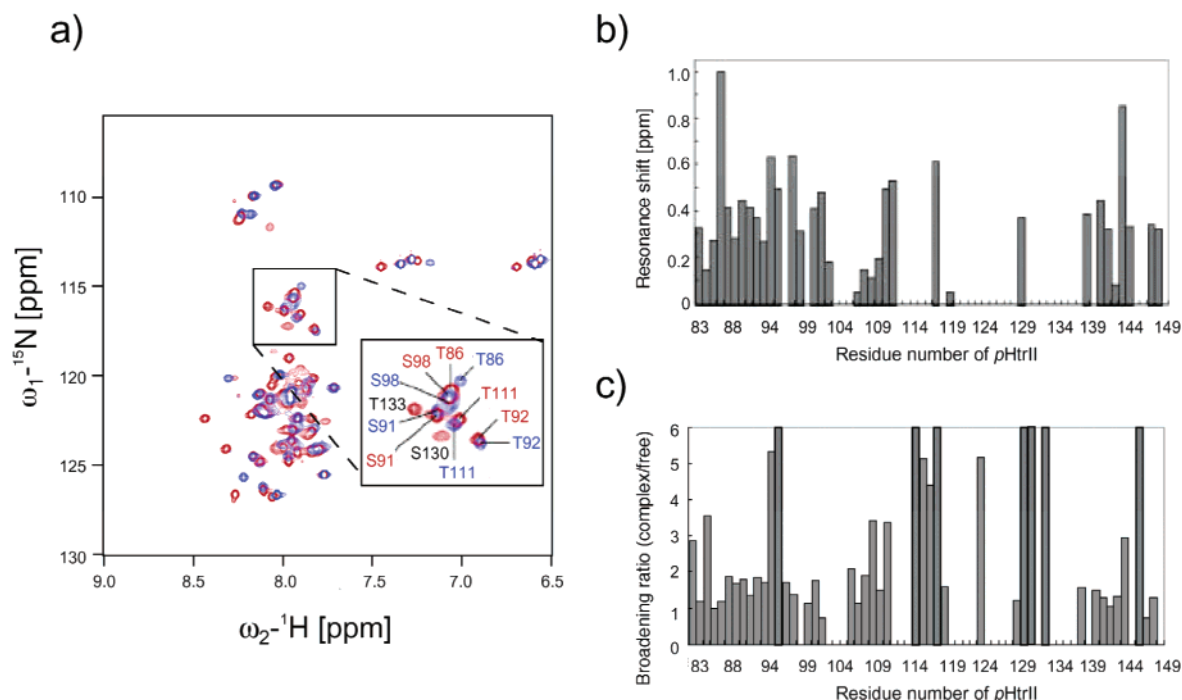 a)
ω1-15N [ppm]
110
115
120
125
130
9.0 8.5 8.0 7.5 7.0 6.5
ω2-1H [ppm]
S98 T86 T86
S98
T111
T133
T92
S91
T92
S91 S130 T111
b)
Resonance shift [ppm]
1.0
0.8
0.6
0.4
0.2
0
83 88 94 99 104 109 114 119 124 129 134 139 144 149
Residue number of pHtrII
c)
Broadening ratio (complex/free)
6
5
4
3
2
1
0
83 88 94 99 104 109 114 119 124 129 134 139 144 149
Residue number of pHtrII